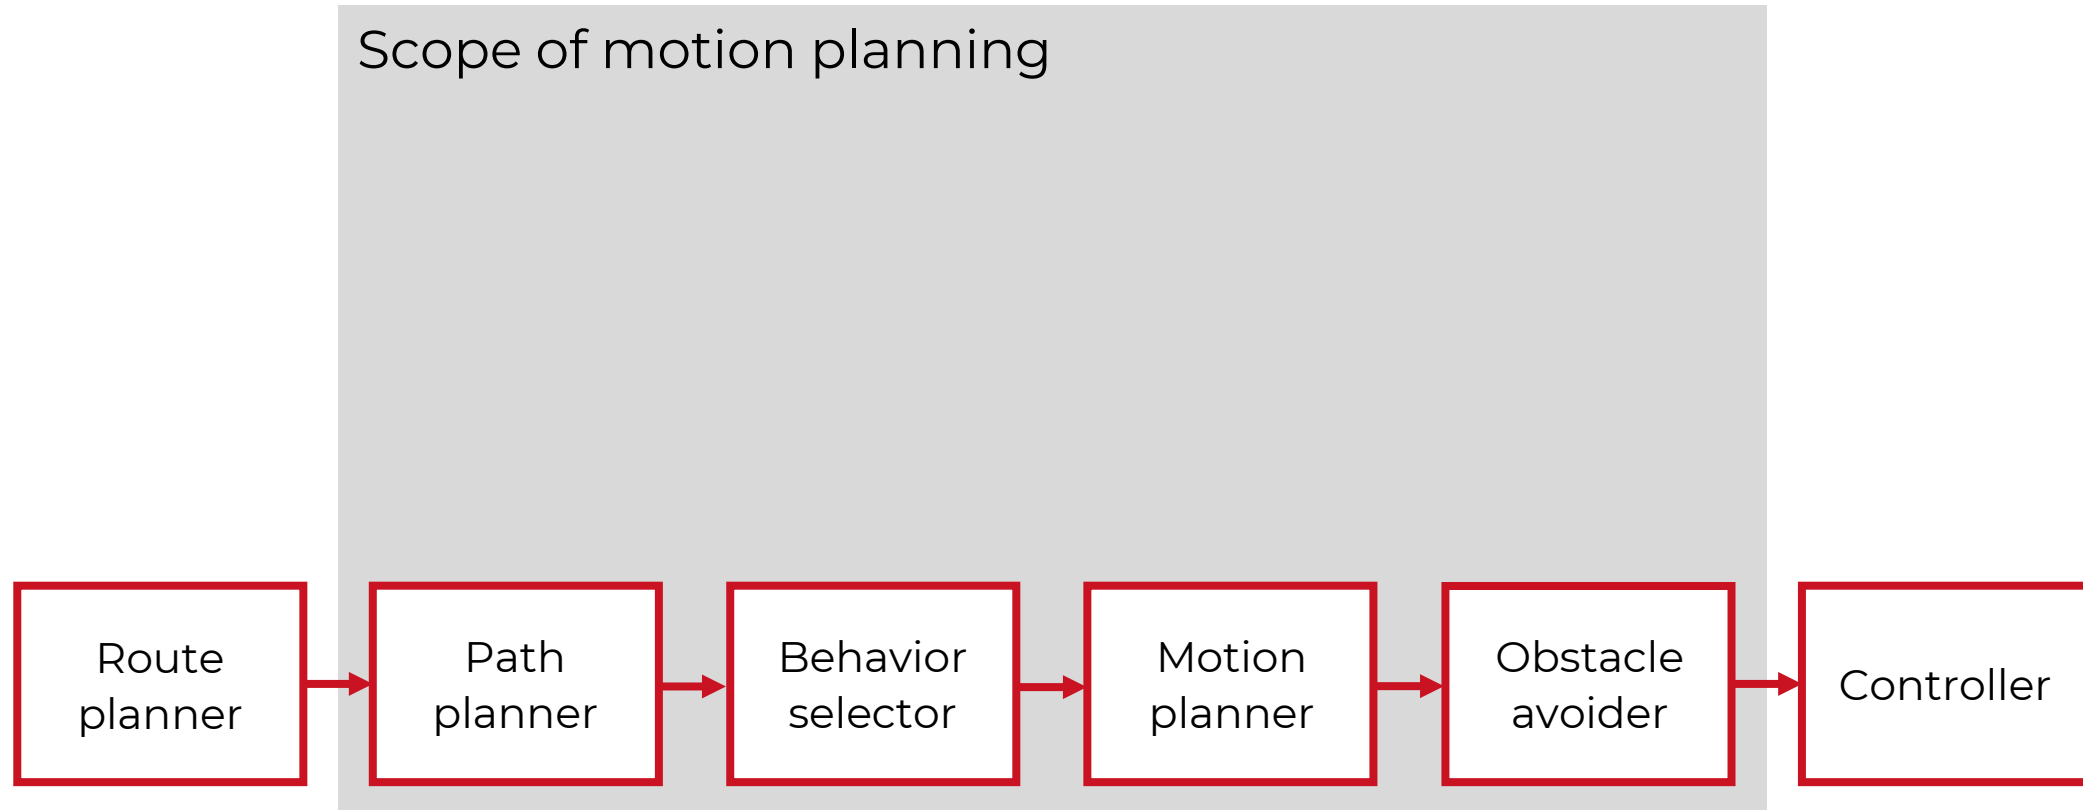 Scope of motion planning
Route
planner
Path
planner
Behavior
selector
Motion
planner
Obstacle
avoider
Controller